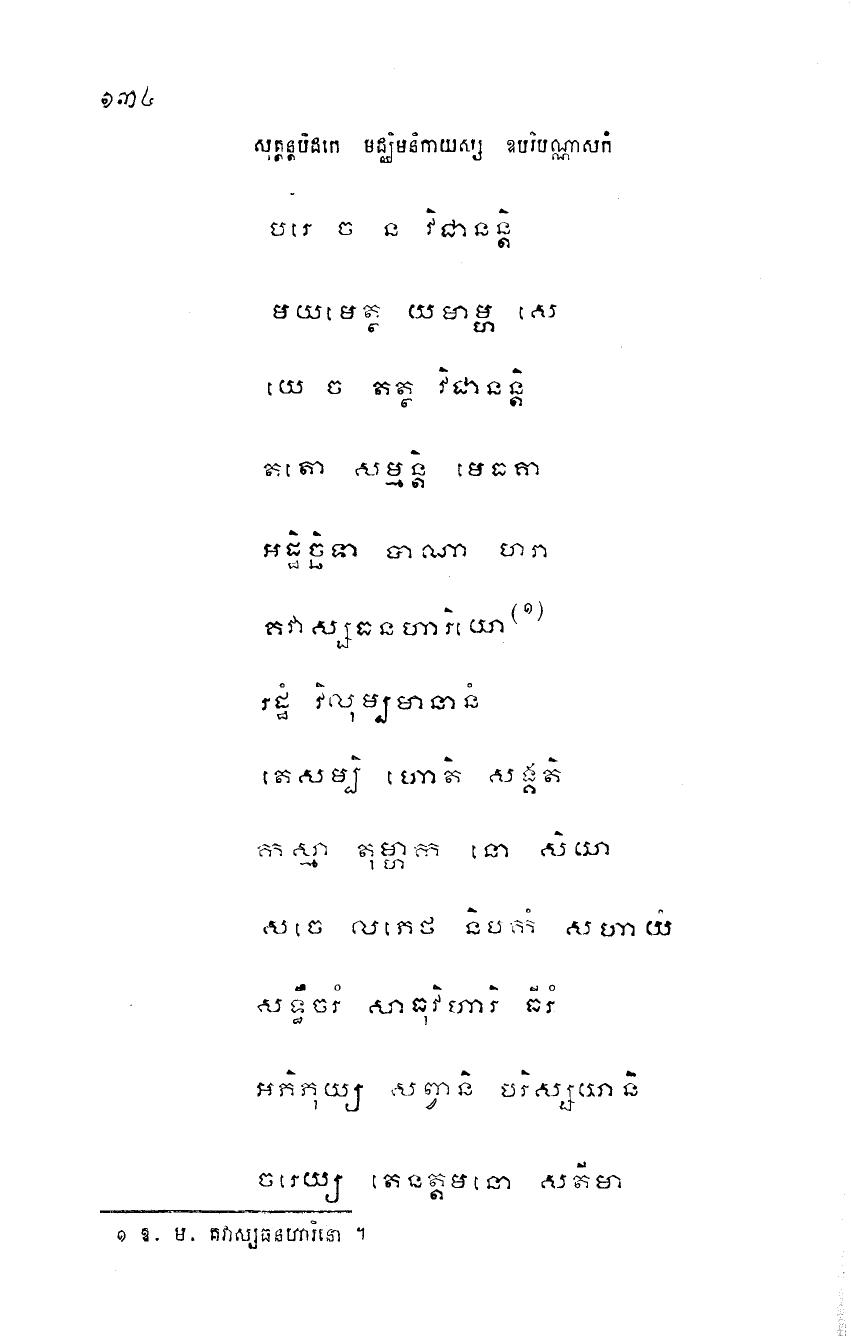 ១៣៤
សុត្តន្តបិដកេ មជ្ឈិមនិកាយស្ស ឧបរិបណ្ណាសកំ
បរេ ច ន វិជានន្តិ
មយមេត្ថ យមាម្ហ សេ
យេ ច តត្ថ វិជានន្តិ
តតោ សម្មន្តិ មេធគា
អដ្ឋិច្ឆិទា បាណហរា
គវាស្សធនហារិយោ(១)
រដ្ឋំ វិលុម្បមានានំ
តេសម្បិ ហោតិ សង្គតិ
កស្មា តុម្ហាក នោ សិយា
សចេ លភេថ និបកំ សហាយំ
សទ្ធឹចរំ សាធុវិហារិ ធីរំ
អភិភុយ្យ សព្វានិ បរិស្សយានិ
ចរេយ្យ តេនត្តមនោ សតីមា
១ ឱ. ម. គវាស្សធនហារិនោ ។